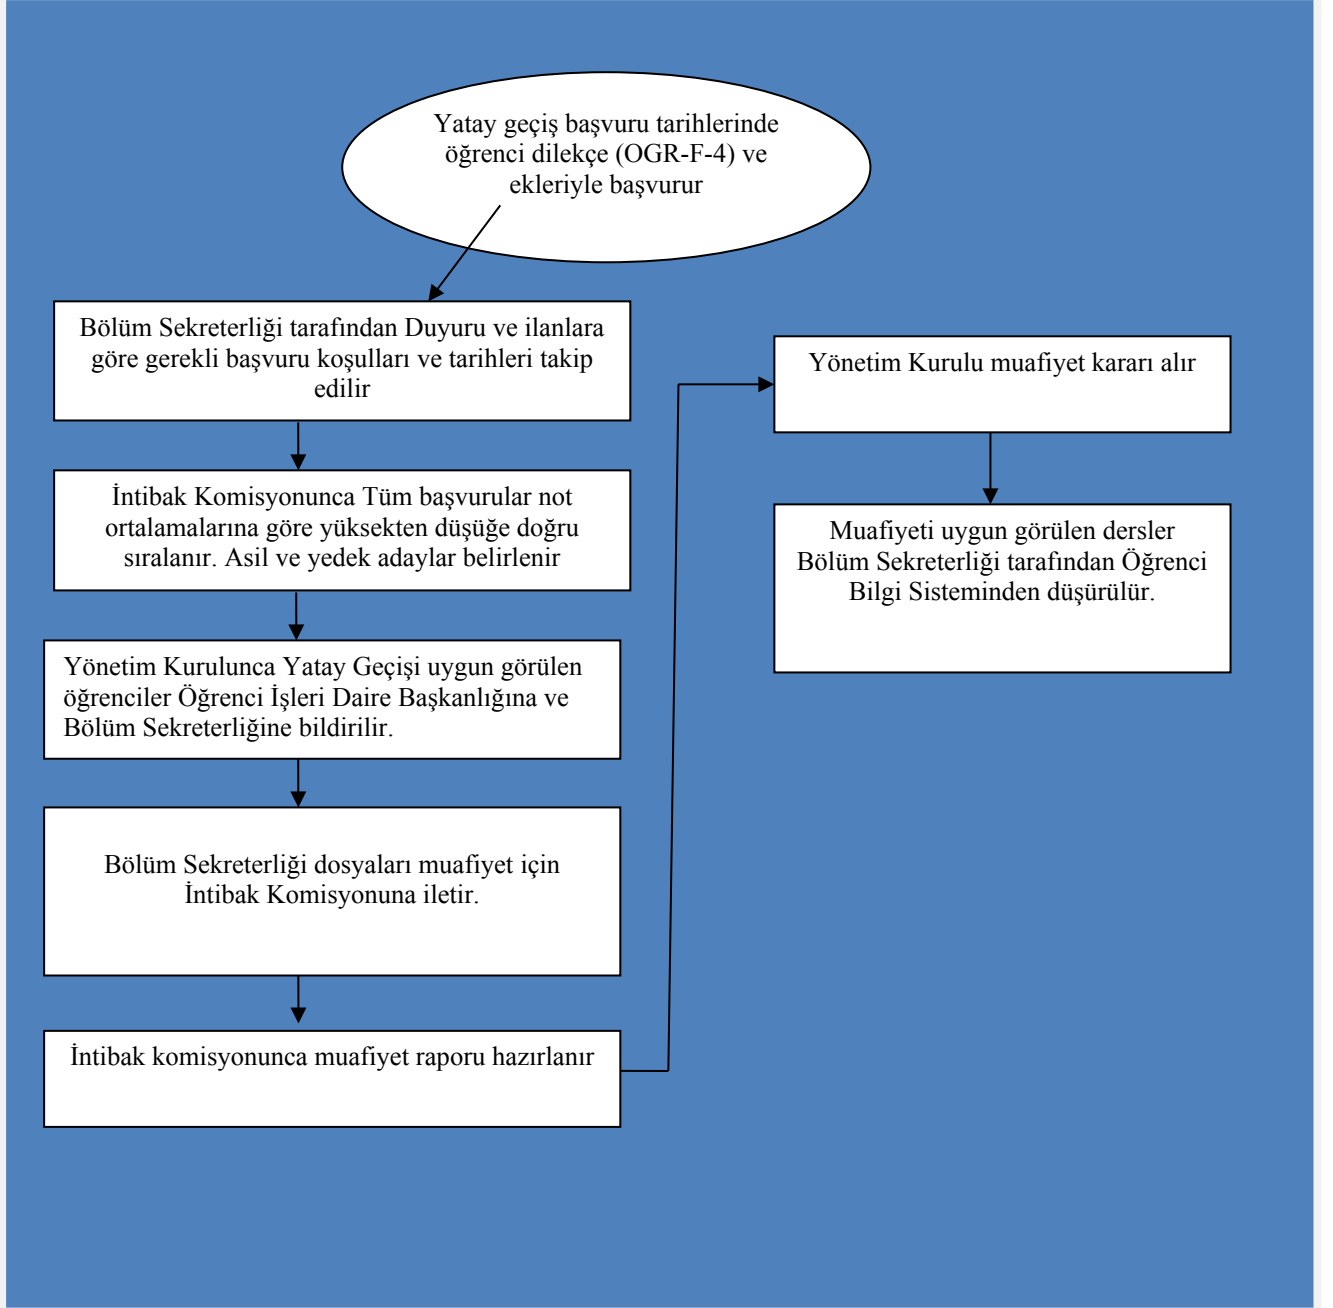 Yatay geçiş başvuru tarihlerinde
öğrenci dilekçe (OGR-F-4) ve
ekleriyle başvurur
Bölüm Sekreterliği tarafından Duyuru ve ilanlara
göre gerekli başvuru koşulları ve tarihleri takip
edilir
İntibak Komisyonunca Tüm başvurular not
ortalamalarına göre yüksekten düşüğe doğru
sıralanır. Asil ve yedek adaylar belirlenir
Yönetim Kurulunca Yatay Geçişi uygun görülen
öğrenciler Öğrenci İşleri Daire Başkanlığına ve
Bölüm Sekreterliğine bildirilir.
Bölüm Sekreterliği dosyaları muafiyet için
İntibak Komisyonuna iletir.
İntibak komisyonunca muafiyet raporu hazırlanır
Yönetim Kurulu muafiyet kararı alır
Muafiyeti uygun görülen dersler
Bölüm Sekreterliği tarafından Öğrenci
Bilgi Sisteminden düşürülür.